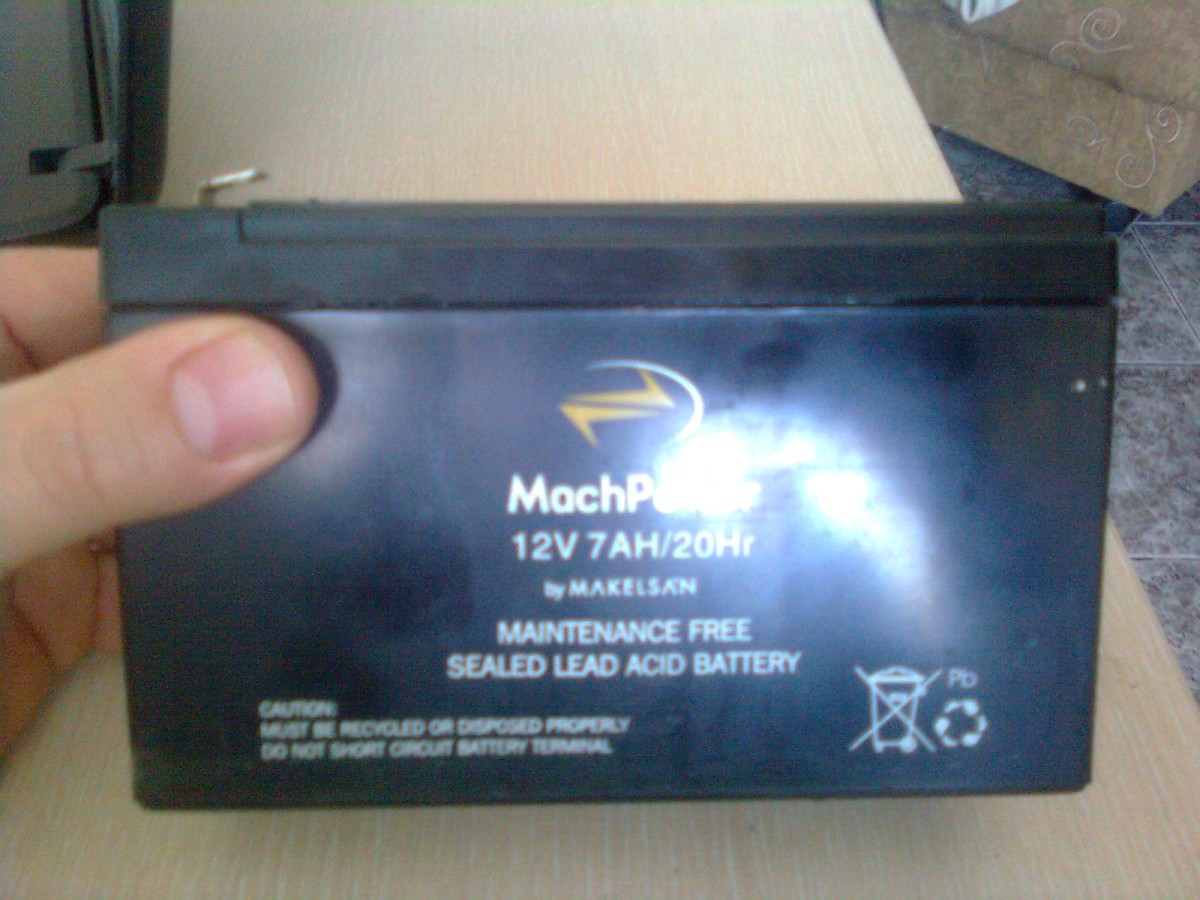 MachPower
12V 7AH/20Hr
by MAKELSAN
MAINTENANCE FREE
SEALED LEAD ACID BATTERY
CAUTION:
MUST BE RECYCLED OR DISPOSED PROPERLY
DO NOT SHORT CIRCUIT BATTERY TERMINAL
Pb